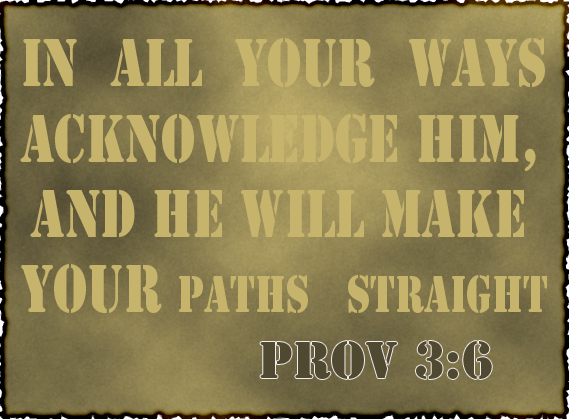 IN ALL YOUR WAYS
ACKNOWLEDGE HIM,
AND HE WILL MAKE
YOUR PATHS STRAIGHT
PROV 3:6